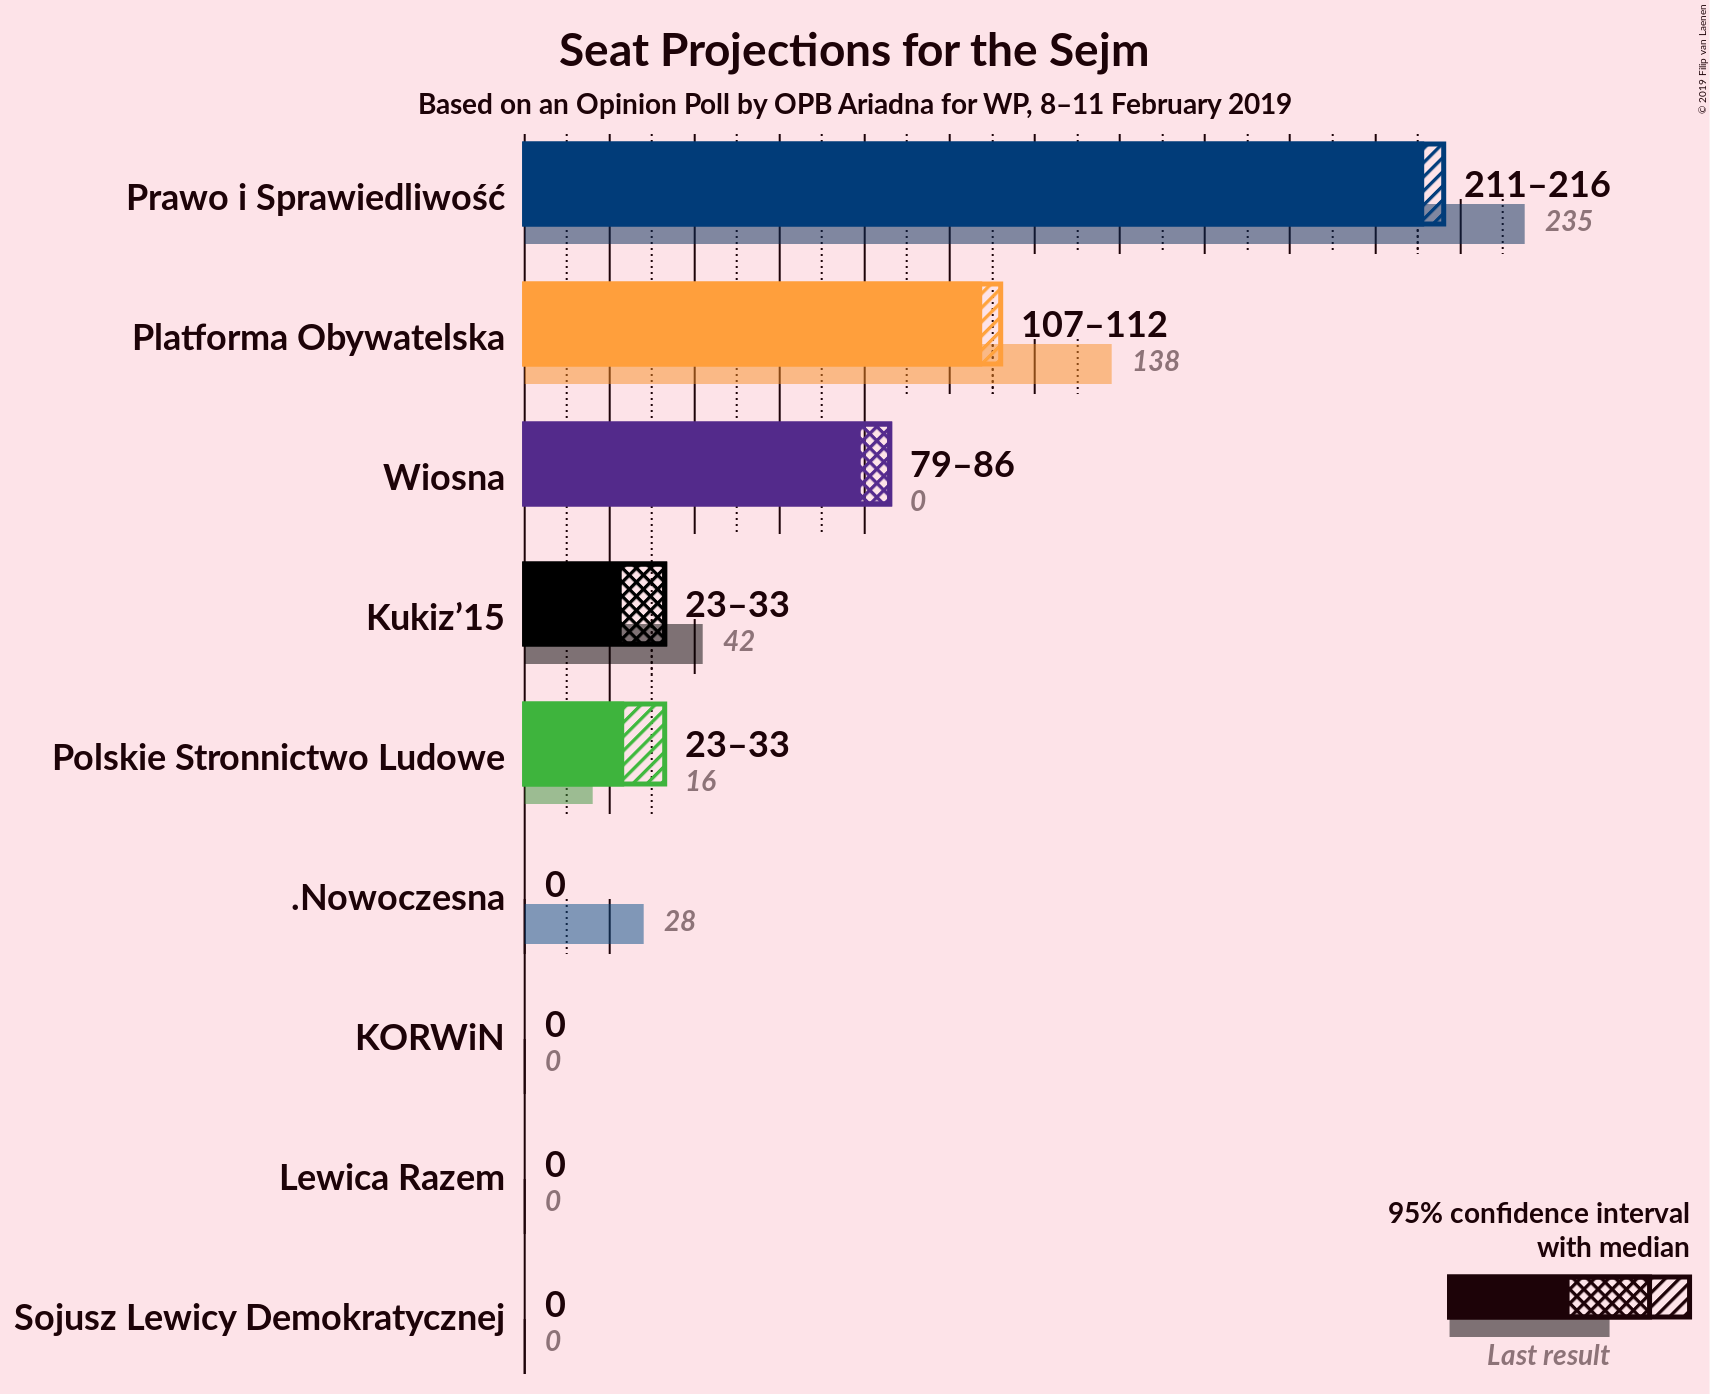 Seat Projections for the Sejm
Based on an Opinion Poll by OPB Ariadna for WP, 8–11 February 2019
© 2019 Filip van Laenen
Prawo i Sprawiedliwość
211–216
235
Platforma Obywatelska
107–112
138
Wiosna
79–86
0
Kukiz’15
23–33
42
Polskie Stronnictwo Ludowe
23–33
16
.Nowoczesna
0
28
KORWiN
0
0
Lewica Razem
0
0
Sojusz Lewicy Demokratycznej
0
0
95% confidence interval
with median
Last result